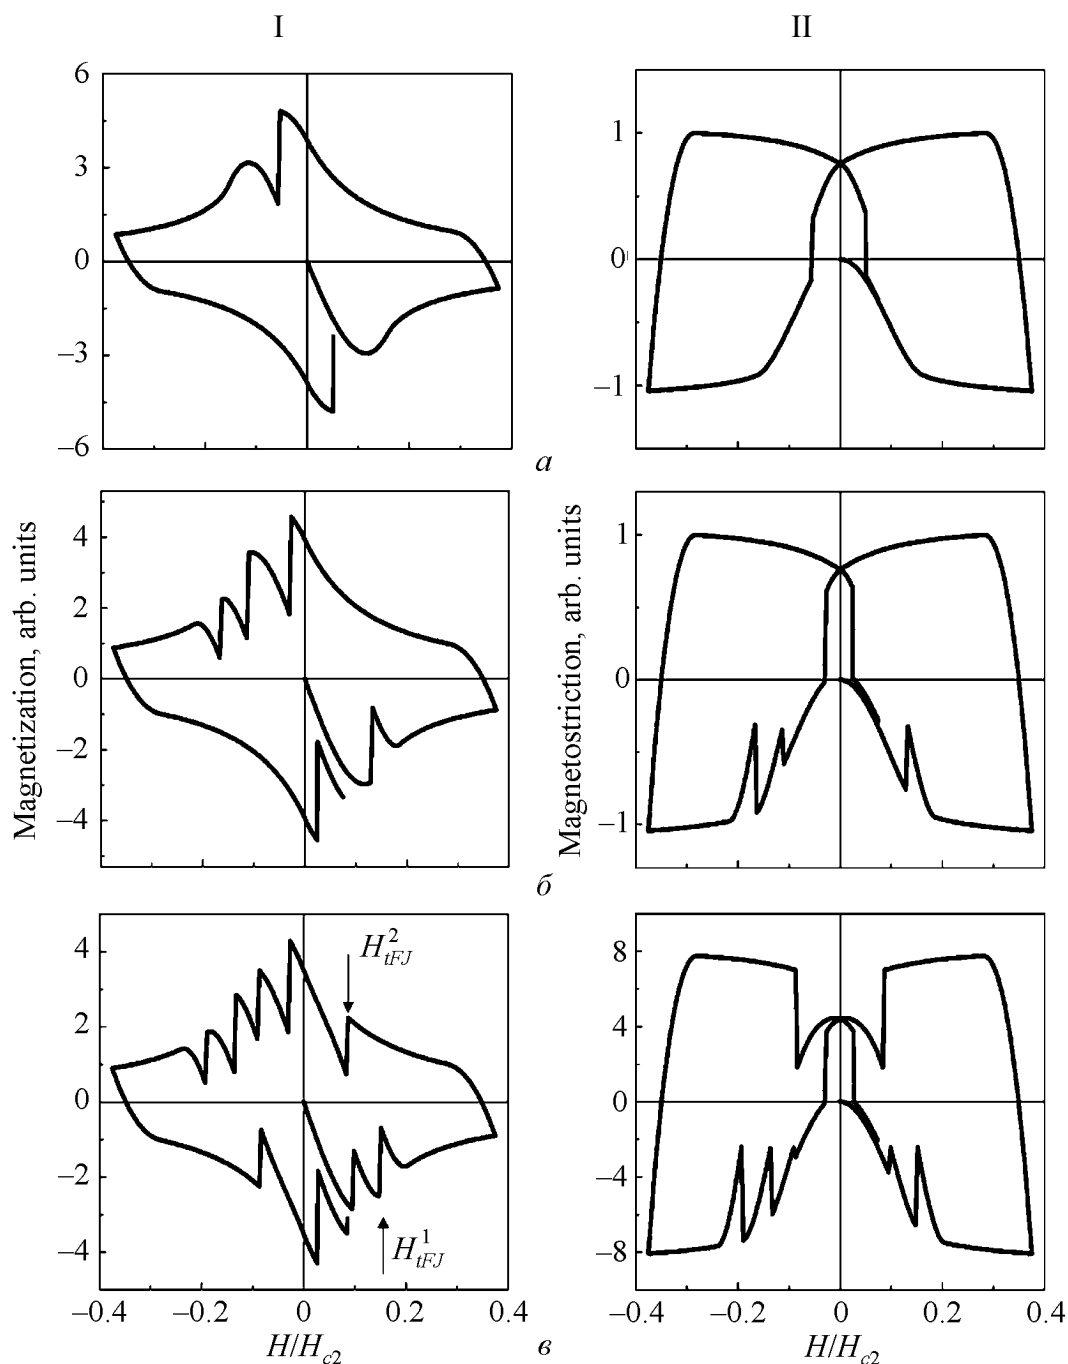 I II
6
3
0
–3
–6
1
0
–1
а
Magnetization, arb. units
4
2
0
–2
–4
Magnetostriction, arb. units
1
0
–1
б
4
2
0
–2
–4
H²tFJ
H¹tFJ
–0.4 –0.2 0 0.2 0.4
H/Hc2
8
4
0
–4
–8
–0.4 –0.2 0 0.2 0.4
H/Hc2
в